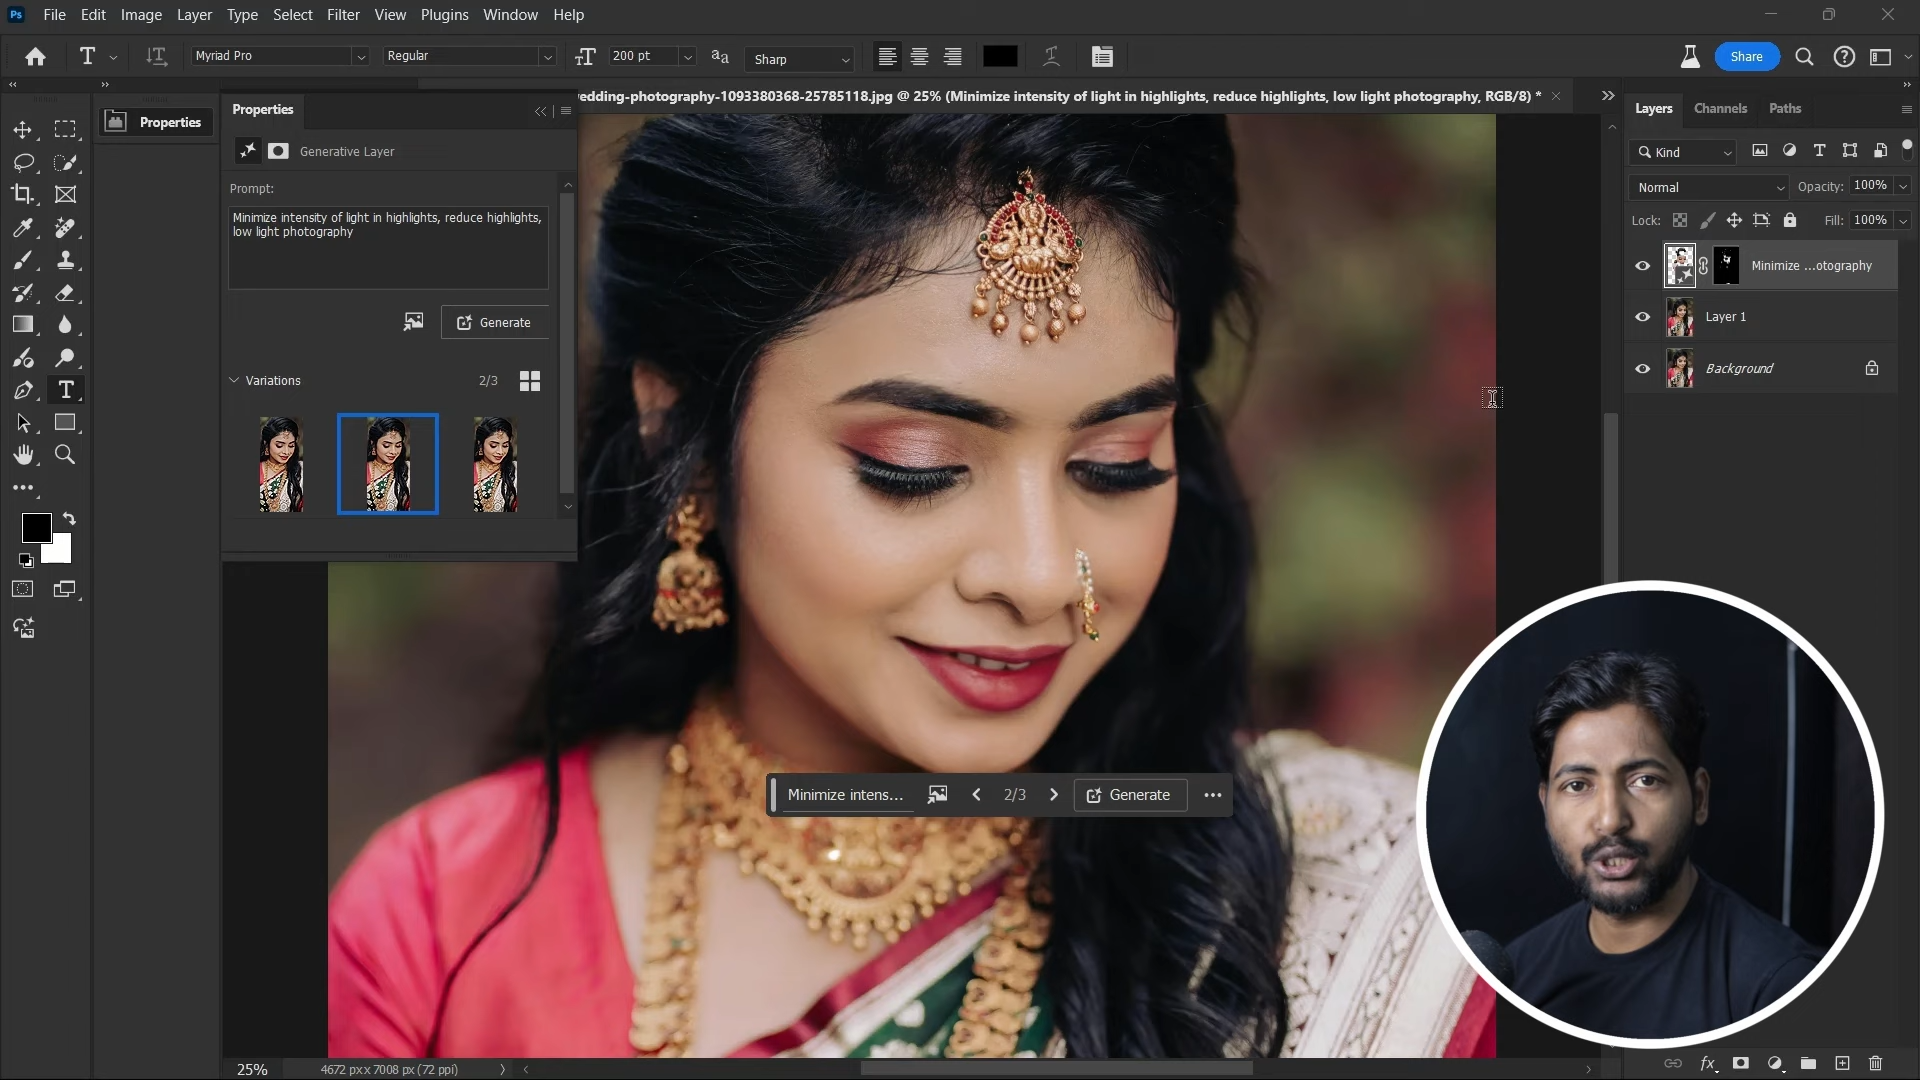 Ps File Edit Image Layer Type Select Filter View Plugins Window Help
T Myriad Pro Regular 200 pt aa Sharp Share
Properties
Properties
edding-photography-1093380368-25785118.jpg @ 25% (Minimize intensity of light in highlights, reduce highlights, low light photography, RGB/8) *
Layers Channels Paths
Generative Layer
Kind
Prompt:
Minimize intensity of light in highlights, reduce highlights,
low light photography
Normal Opacity: 100%
Lock: Fill: 100%
Generate
Minimize ...otography
Layer 1
Background
Variations 2/3
Minimize intens... 2/3 Generate
25% 4672 px x 7008 px (72 ppi)
fx